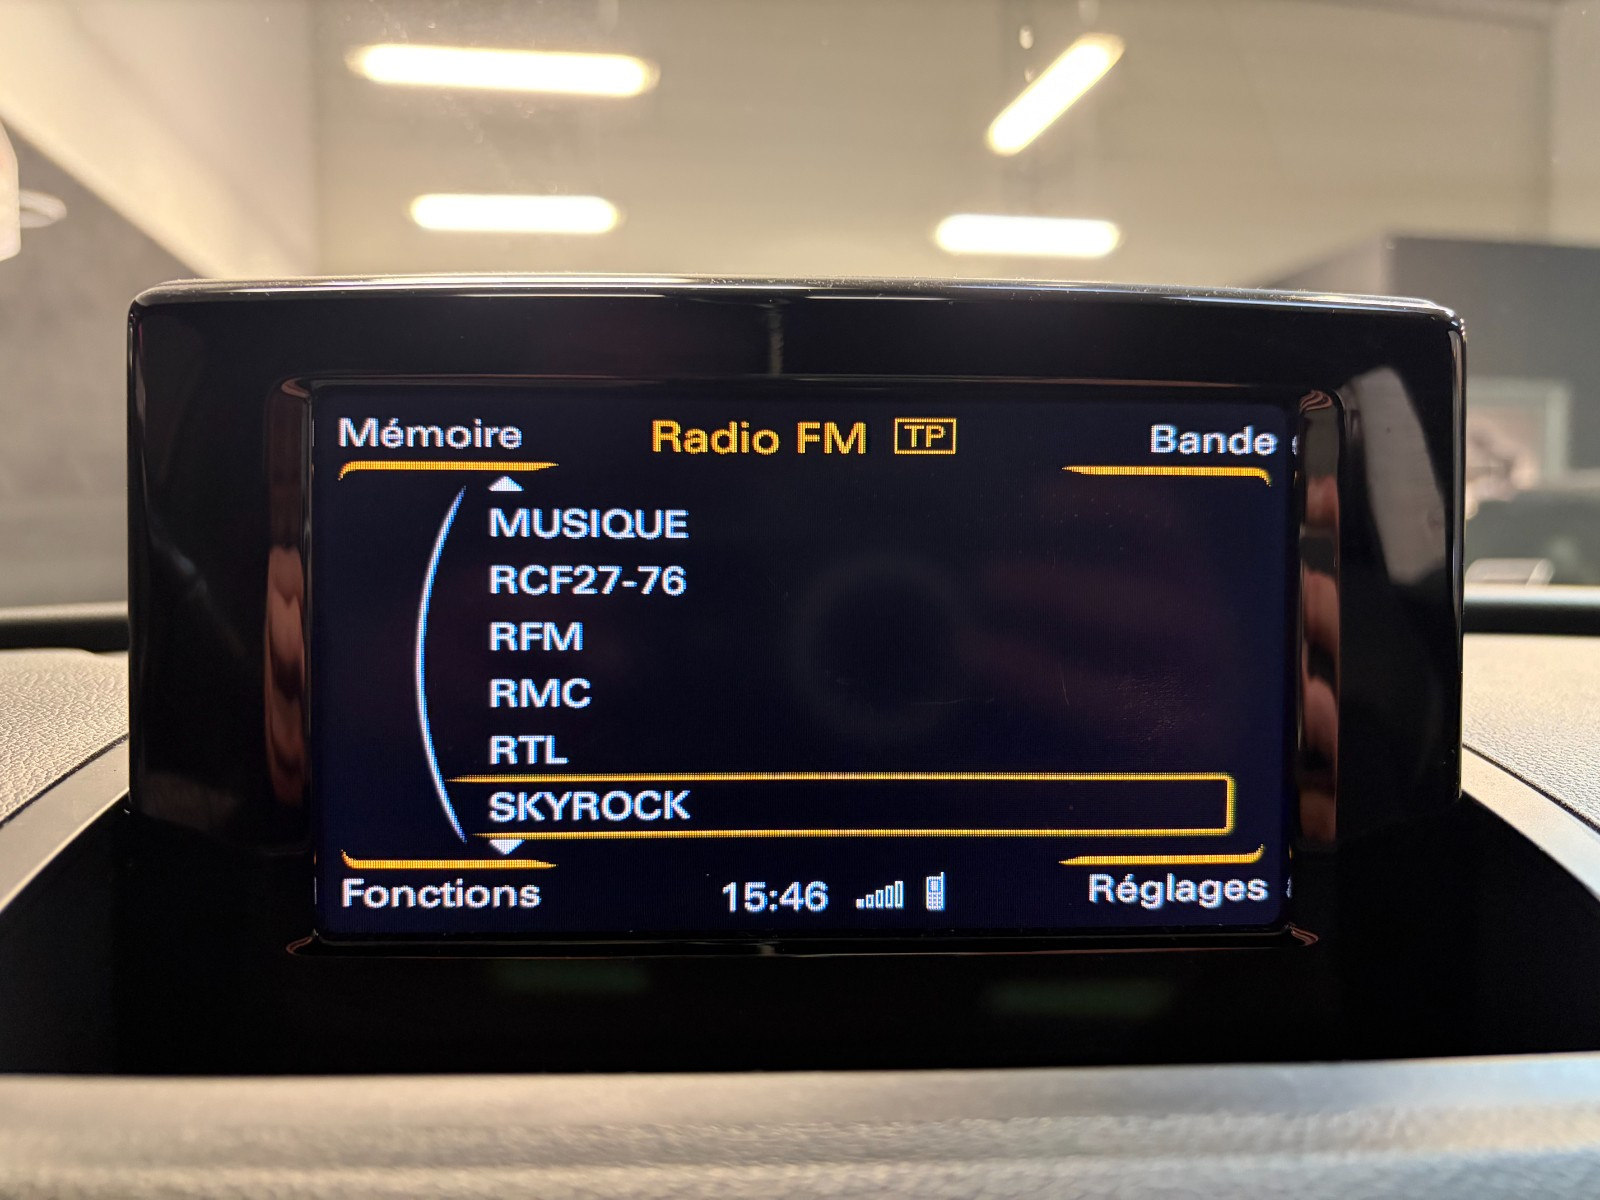 Mémoire Radio FM TP Bande
MUSIQUE
RCF27-76
RFM
RMC
RTL
SKYROCK
Fonctions 15:46 Réglages